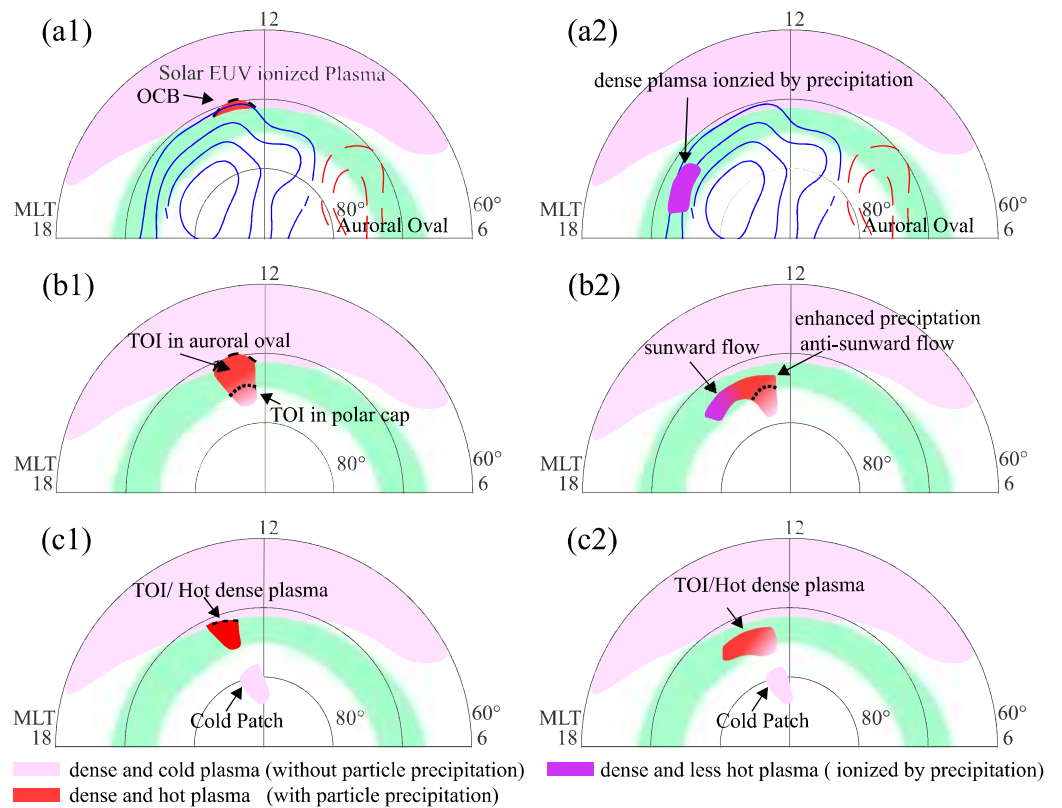 (a1)
12
Solar EUV ionized Plasma
OCB
MLT
18
80°
60°
Auroral Oval
6
(a2)
12
dense plamsa ionzied by precipitation
MLT
18
80°
60°
Auroral Oval
6
(b1)
12
TOI in auroral oval
TOI in polar cap
MLT
18
80°
60°
6
(b2)
12
enhanced preciptation
sunward flow
anti-sunward flow
MLT
18
80°
60°
6
(c1)
12
TOI/ Hot dense plasma
Cold Patch
MLT
18
80°
60°
6
(c2)
12
TOI/Hot dense plasma
Cold Patch
MLT
18
80°
60°
6
dense and cold plasma (without particle precipitation)
dense and less hot plasma ( ionized by precipitation)
dense and hot plasma (with particle precipitation)